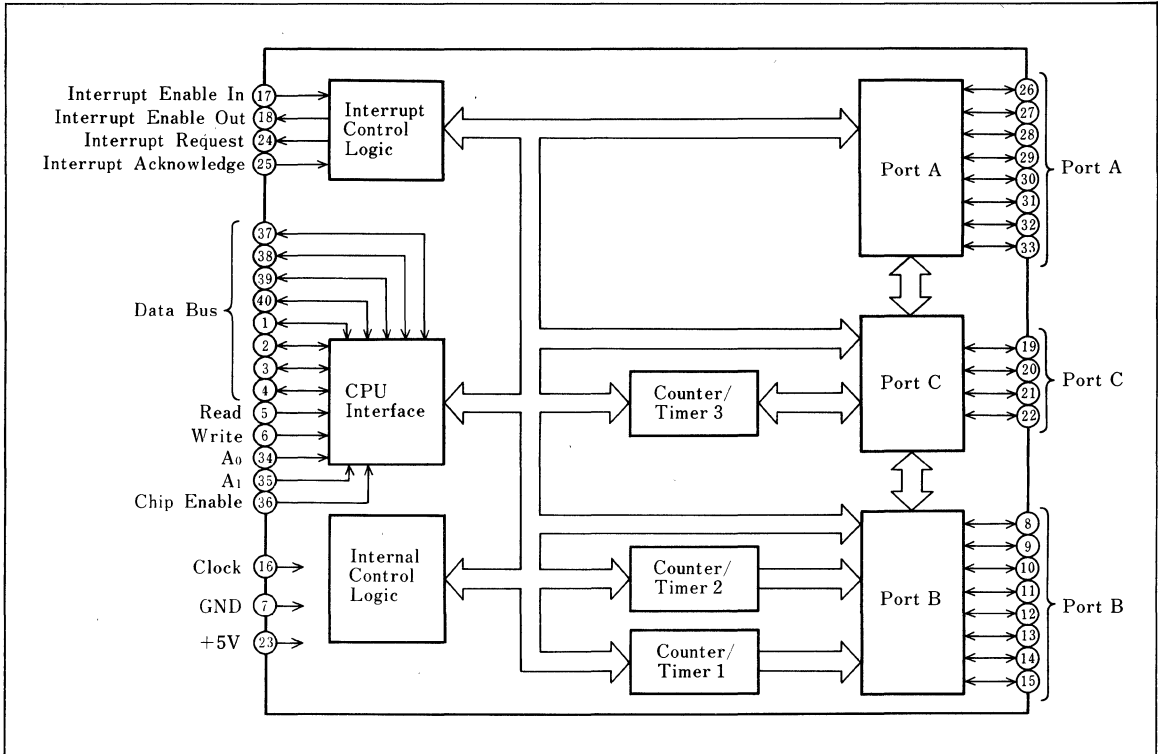 Interrupt Enable In 17
Interrupt Enable Out 18
Interrupt Request 24
Interrupt Acknowledge 25
Interrupt
Control
Logic
Data Bus
37
38
39
40
1
2
3
4
Read 5
Write 6
A₀ 34
A₁ 35
Chip Enable 36
CPU
Interface
Clock 16
GND 7
+5V 23
Internal
Control
Logic
Counter/
Timer 3
Counter/
Timer 2
Counter/
Timer 1
Port A
26
27
28
29
30
31
32
33
Port A
Port C
19
20
21
22
Port C
Port B
8
9
10
11
12
13
14
15
Port B